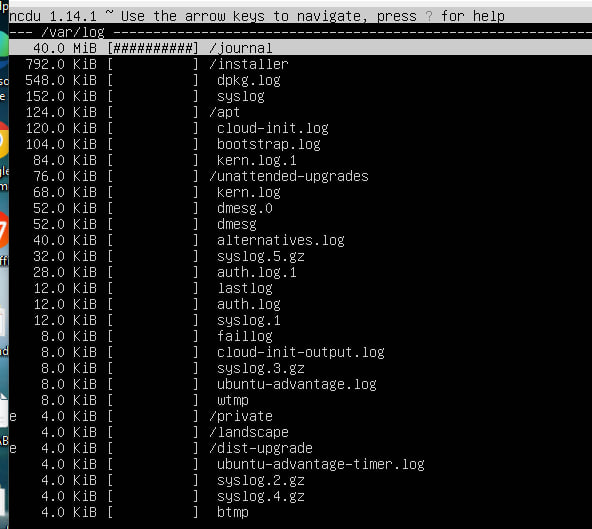 ncdu 1.14.1 ~ Use the arrow keys to navigate, press ? for help
--- /var/log ---------------------------------------------------------------
40.0 MiB [##########] /journal
792.0 KiB [          ] /installer
548.0 KiB [          ]  dpkg.log
152.0 KiB [          ]  syslog
124.0 KiB [          ] /apt
120.0 KiB [          ]  cloud-init.log
104.0 KiB [          ]  bootstrap.log
84.0 KiB [          ]  kern.log.1
76.0 KiB [          ] /unattended-upgrades
68.0 KiB [          ]  kern.log
52.0 KiB [          ]  dmesg.0
52.0 KiB [          ]  dmesg
40.0 KiB [          ]  alternatives.log
32.0 KiB [          ]  syslog.5.gz
28.0 KiB [          ]  auth.log.1
12.0 KiB [          ]  lastlog
12.0 KiB [          ]  auth.log
12.0 KiB [          ]  syslog.1
8.0 KiB [          ]  faillog
8.0 KiB [          ]  cloud-init-output.log
8.0 KiB [          ]  syslog.3.gz
8.0 KiB [          ]  ubuntu-advantage.log
8.0 KiB [          ]  wtmp
e 4.0 KiB [          ] /private
4.0 KiB [          ] /landscape
e 4.0 KiB [          ] /dist-upgrade
4.0 KiB [          ]  ubuntu-advantage-timer.log
4.0 KiB [          ]  syslog.2.gz
4.0 KiB [          ]  syslog.4.gz
4.0 KiB [          ]  btmp